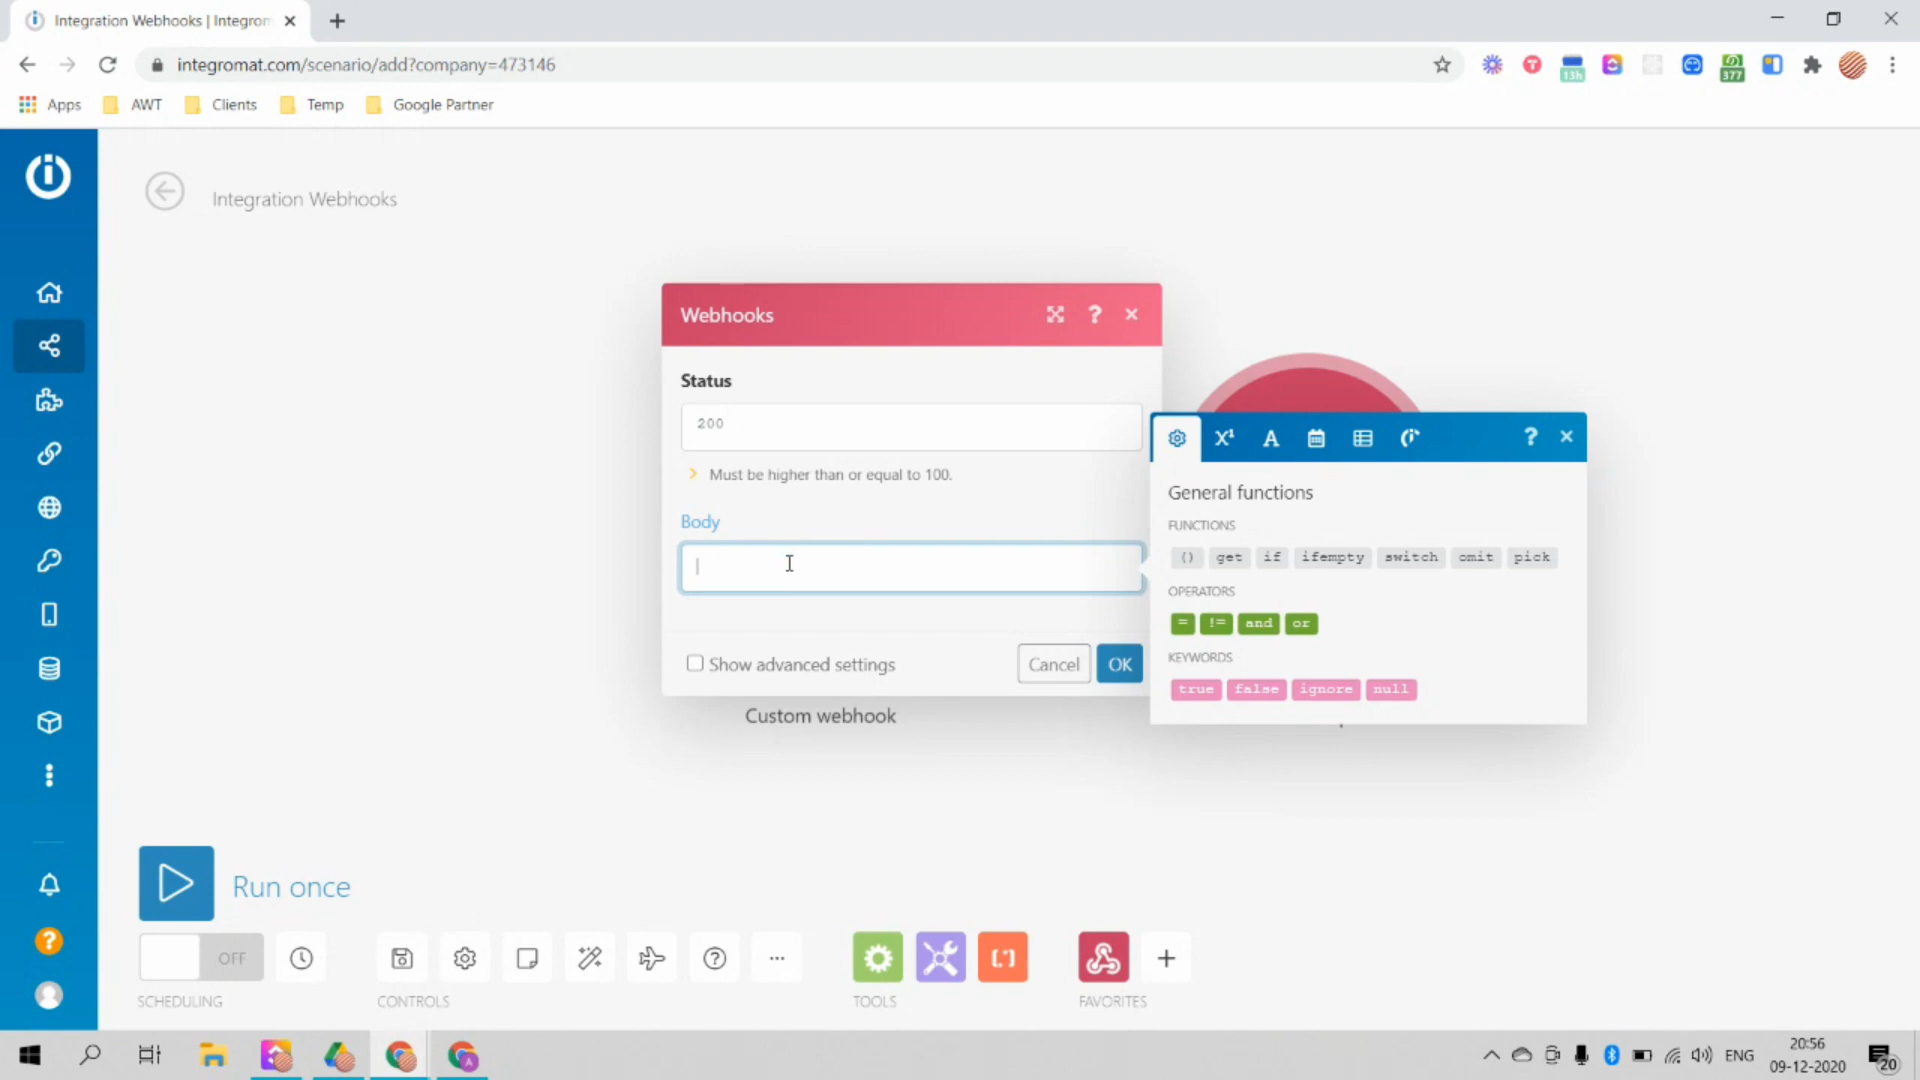 Integration Webhooks | Integrom
integromat.com/scenario/add?company=473146
13h
377
Apps
AWT
Clients
Temp
Google Partner
Integration Webhooks
Webhooks
?
Status
200
Must be higher than or equal to 100.
Body
Show advanced settings
Cancel
OK
Custom webhook
?
General functions
FUNCTIONS
() get if ifempty switch omit pick
OPERATORS
= != and or
KEYWORDS
true false ignore null
Run once
OFF
SCHEDULING
CONTROLS
TOOLS
FAVORITES
ENG
20:56
09-12-2020
20